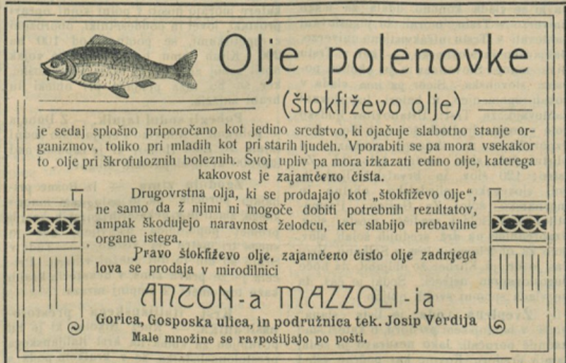 Olje polenovke
(štokfiževo olje)
je sedaj splošno priporočano kot jedino sredstvo, ki ojačuje slabotno stanje or-
ganizmov, toliko pri mladih kot pri starih ljudeh. Vporabiti se pa mora vsekakor
to olje pri škrofuloznih boleznih. Svoj upliv pa mora izkazati edino olje, katerega
kakovost je zajamčeno čista.
Drugovrstna olja, ki se prodajajo kot „štokfiževo olje“,
ne samo da ž njimi ni mogoče dobiti potrebnih rezultatov,
ampak škodujejo naravnost želodcu, ker slabijo prebavilne
organe istega.
Pravo štokfiževo olje, zajamčeno čisto olje zadnjega
lova se prodaja v mirodilnici
ANTON-a MAZZOLI-ja
Gorica, Gosposka ulica, in podružnica tek. Josip Verdija
Male množine se razpošiljajo po pošti.